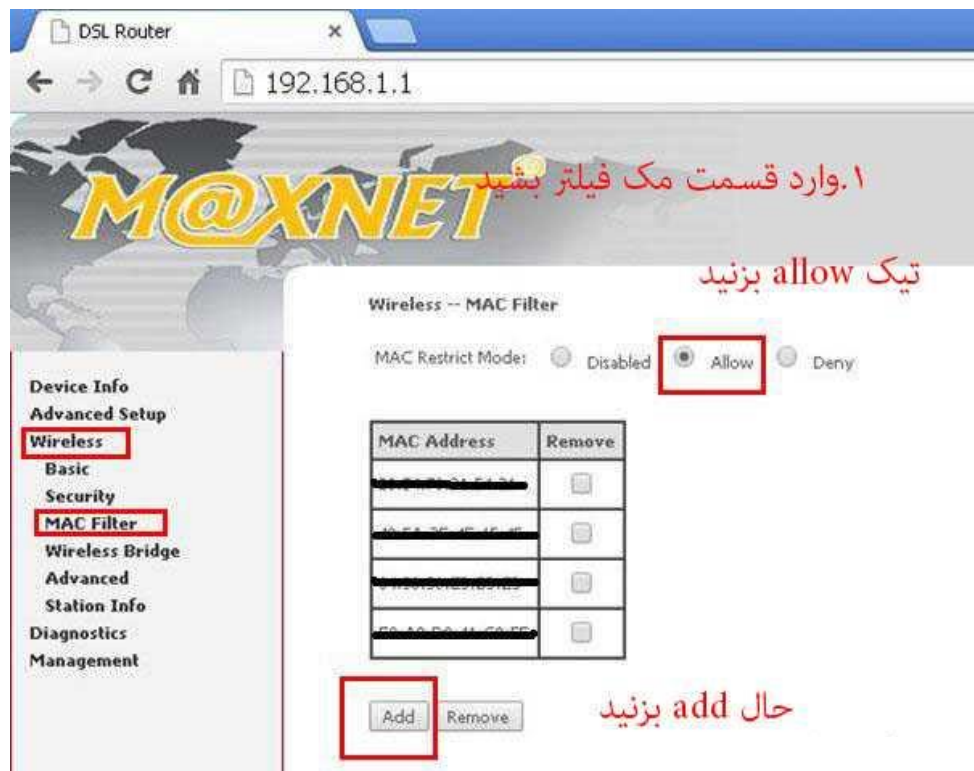 DSL Router
192.168.1.1
M@XNET
۱.وارد قسمت مک فیلتر بشید
تیک allow بزنید
Wireless -- MAC Filter
MAC Restrict Mode: Disabled Allow Deny
Device Info
Advanced Setup
Wireless
Basic
Security
MAC Filter
Wireless Bridge
Advanced
Station Info
Diagnostics
Management
MAC Address Remove
Add Remove
حال add بزنید